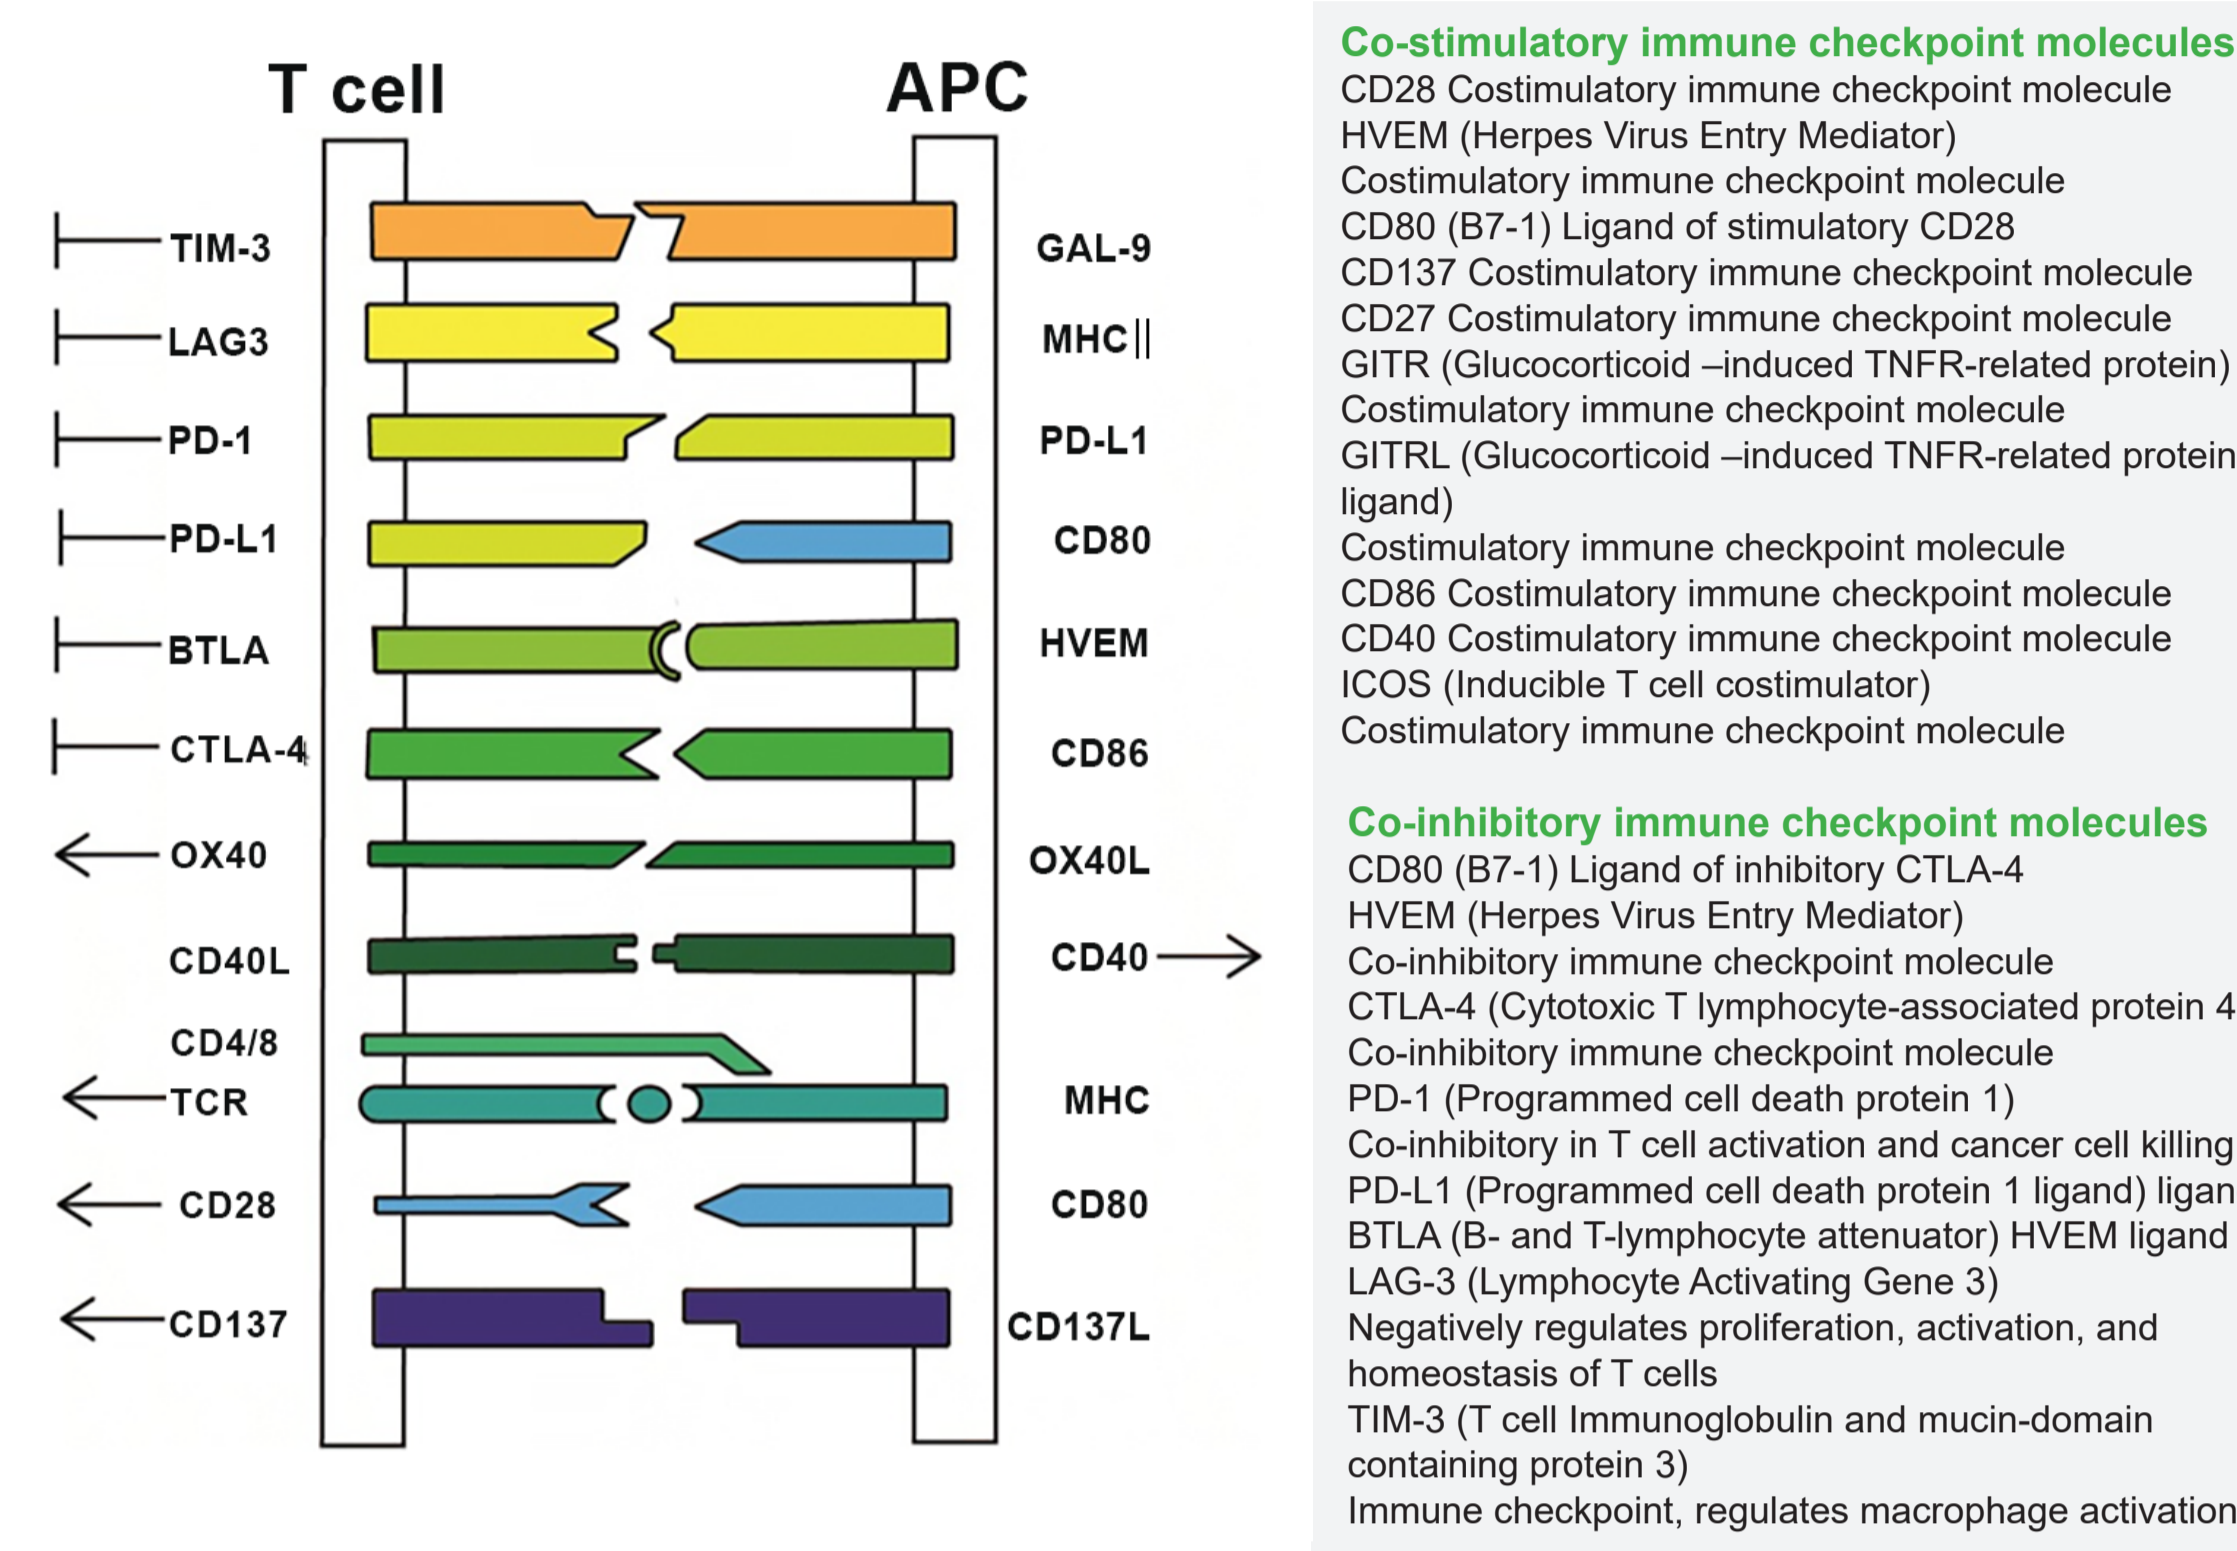 T cell APC
TIM-3 GAL-9
LAG3 MHC||
PD-1 PD-L1
PD-L1 CD80
BTLA HVEM
CTLA-4 CD86
OX40 OX40L
CD40L CD40
CD4/8
TCR MHC
CD28 CD80
CD137 CD137L
Co-stimulatory immune checkpoint molecules
CD28 Costimulatory immune checkpoint molecule
HVEM (Herpes Virus Entry Mediator)
Costimulatory immune checkpoint molecule
CD80 (B7-1) Ligand of stimulatory CD28
CD137 Costimulatory immune checkpoint molecule
CD27 Costimulatory immune checkpoint molecule
GITR (Glucocorticoid –induced TNFR-related protein)
Costimulatory immune checkpoint molecule
GITRL (Glucocorticoid –induced TNFR-related protein
ligand)
Costimulatory immune checkpoint molecule
CD86 Costimulatory immune checkpoint molecule
CD40 Costimulatory immune checkpoint molecule
ICOS (Inducible T cell costimulator)
Costimulatory immune checkpoint molecule
Co-inhibitory immune checkpoint molecules
CD80 (B7-1) Ligand of inhibitory CTLA-4
HVEM (Herpes Virus Entry Mediator)
Co-inhibitory immune checkpoint molecule
CTLA-4 (Cytotoxic T lymphocyte-associated protein 4
Co-inhibitory immune checkpoint molecule
PD-1 (Programmed cell death protein 1)
Co-inhibitory in T cell activation and cancer cell killing
PD-L1 (Programmed cell death protein 1 ligand) ligan
BTLA (B- and T-lymphocyte attenuator) HVEM ligand
LAG-3 (Lymphocyte Activating Gene 3)
Negatively regulates proliferation, activation, and
homeostasis of T cells
TIM-3 (T cell Immunoglobulin and mucin-domain
containing protein 3)
Immune checkpoint, regulates macrophage activation